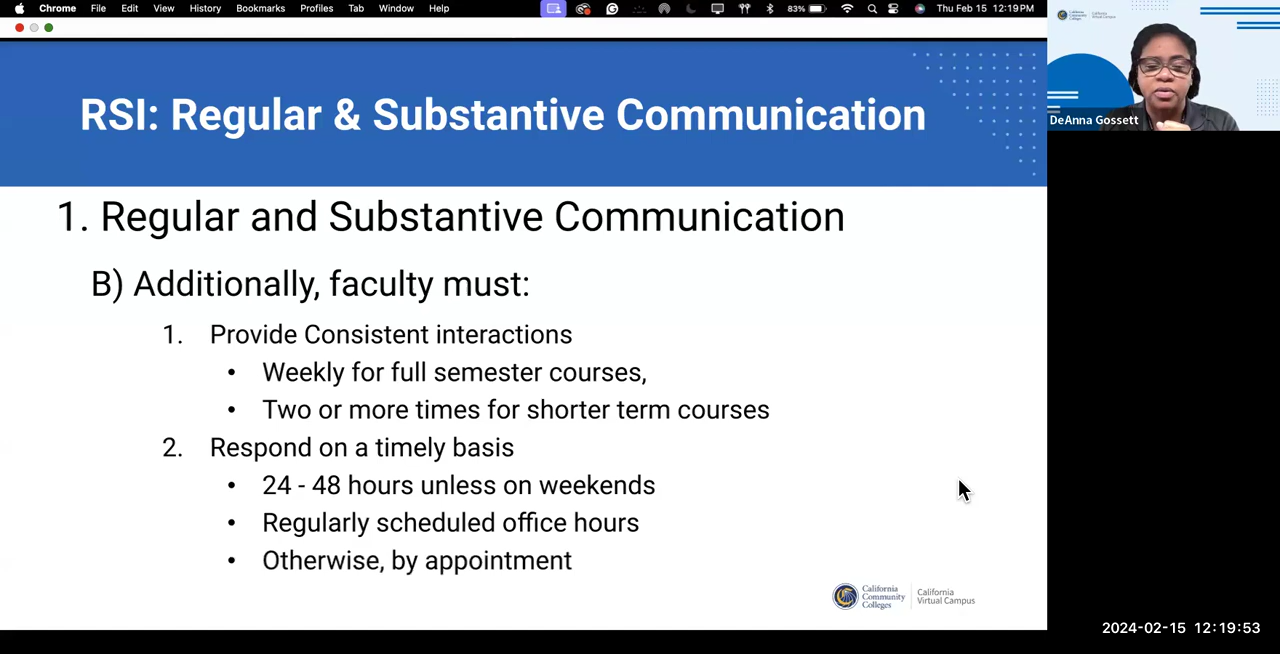 Chrome File Edit View History Bookmarks Profiles Tab Window Help 83% Thu Feb 15 12:19 PM
RSI: Regular & Substantive Communication
DeAnna Gossett
1. Regular and Substantive Communication
B) Additionally, faculty must:
1. Provide Consistent interactions
• Weekly for full semester courses,
• Two or more times for shorter term courses
2. Respond on a timely basis
• 24 - 48 hours unless on weekends
• Regularly scheduled office hours
• Otherwise, by appointment
California
Community
Colleges
California
Virtual Campus
2024-02-15 12:19:53